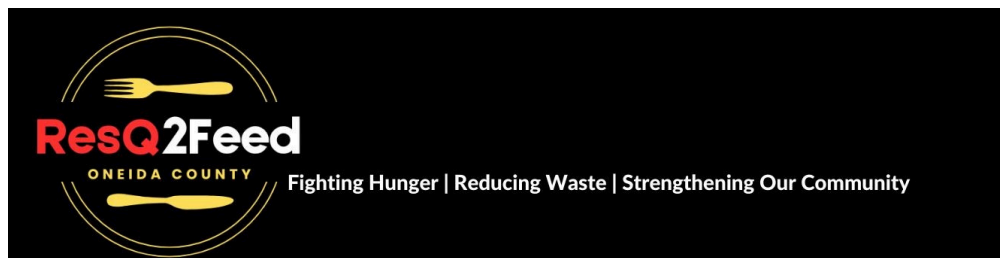 ResQ2Feed
ONEIDA COUNTY
Fighting Hunger | Reducing Waste | Strengthening Our Community